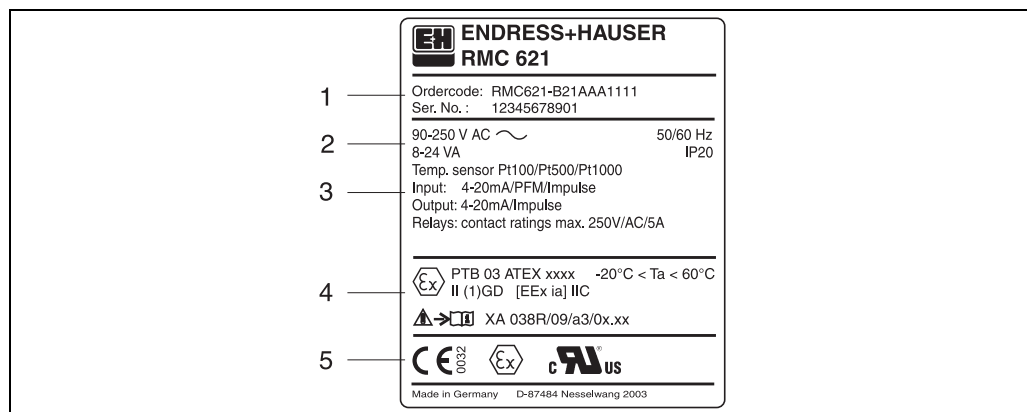 E+H ENDRESS+HAUSER
RMC 621
1 Ordercode: RMC621-B21AAA1111
Ser. No. : 12345678901
2 90-250 V AC 50/60 Hz
8-24 VA IP20
Temp. sensor Pt100/Pt500/Pt1000
3 Input: 4-20mA/PFM/Impulse
Output: 4-20mA/Impulse
Relays: contact ratings max. 250V/AC/5A
4 Ex PTB 03 ATEX xxxx -20°C < Ta < 60°C
II (1)GD [EEx ia] IIC
XA 038R/09/a3/0x.xx
5 CE 0032 Ex c RU ® US
Made in Germany D-87484 Nesselwang 2003